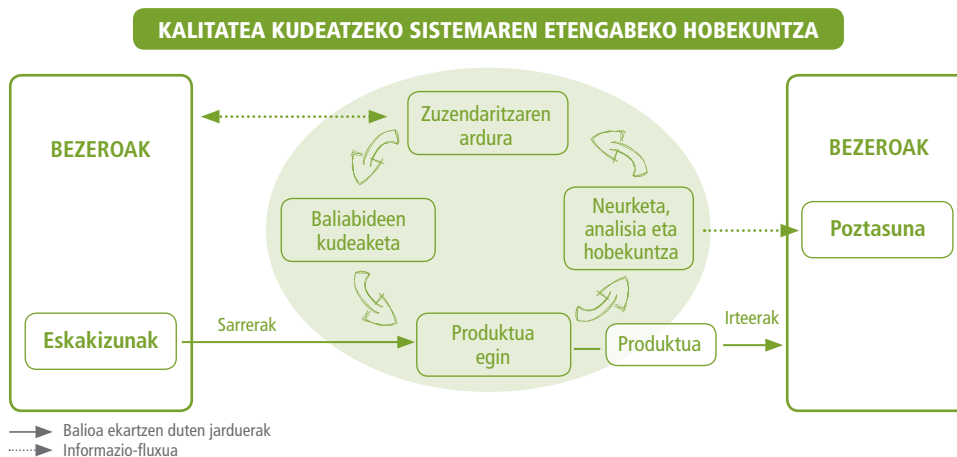 KALITATEA KUDEATZEKO SISTEMAREN ETENGABEKO HOBEKUNTZA
BEZEROAK
Eskakizunak
Sarrerak
Zuzendaritzaren
ardura
Baliabideen
kudeaketa
Neurketa,
analisia eta
hobekuntza
Produktua
egin
Produktua
Irteerak
BEZEROAK
Poztasuna
Balioa ekartzen duten jarduerak
Informazio-fluxua